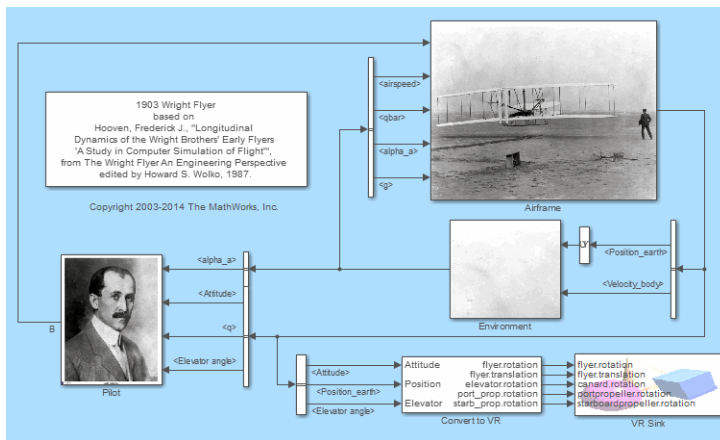 <airspeed>
1903 Wright Flyer
based on
Hooven, Frederick J., "Longitudinal
Dynamics of the Wright Brothers' Early Flyers
'A Study in Computer Simulation of Flight'",
from The Wright Flyer An Engineering Perspective
edited by Howard S. Wolko, 1987.
<qbar>
<alpha_a>
<g>
Copyright 2003-2014 The MathWorks, Inc.
Airframe
<alpha_a>
<Position_earth>
<Attitude>
<Velocity_body>
B
<q>
Environment
<Elevator angle>
Pilot
<Attitude>
Attitude flyer.rotation
flyer.rotation
flyer.translation
flyer.translation
<Position_earth>
Position elevator.rotation
canard.rotation
port_prop.rotation
portpropeller.rotation
<Elevator angle>
Elevator starb_prop.rotation
starboardpropeller.rotation
Convert to VR
VR Sink